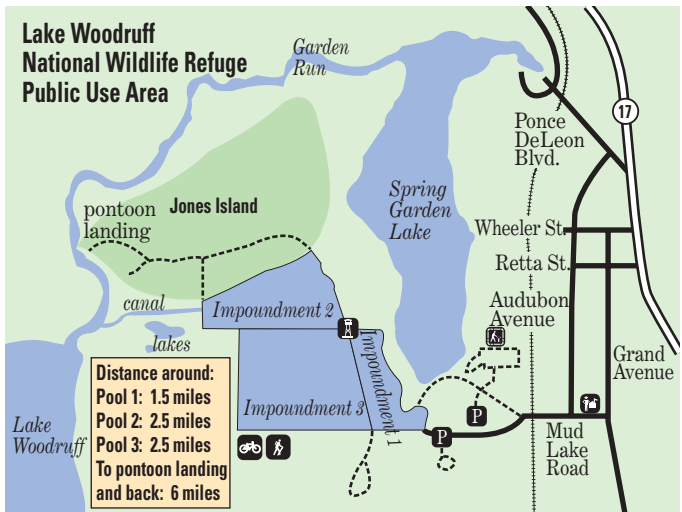 Lake Woodruff
National Wildlife Refuge
Public Use Area
Garden
Run
17
Ponce
DeLeon
Blvd.
pontoon
landing
Jones Island
Spring
Garden
Lake
Wheeler St.
Retta St.
canal
Impoundment 2
Audubon
Avenue
lakes
Impoundment 1
Grand
Avenue
Distance around:
Pool 1: 1.5 miles
Pool 2: 2.5 miles
Pool 3: 2.5 miles
To pontoon landing
and back: 6 miles
Impoundment 3
Lake
Woodruff
P
P
Mud
Lake
Road